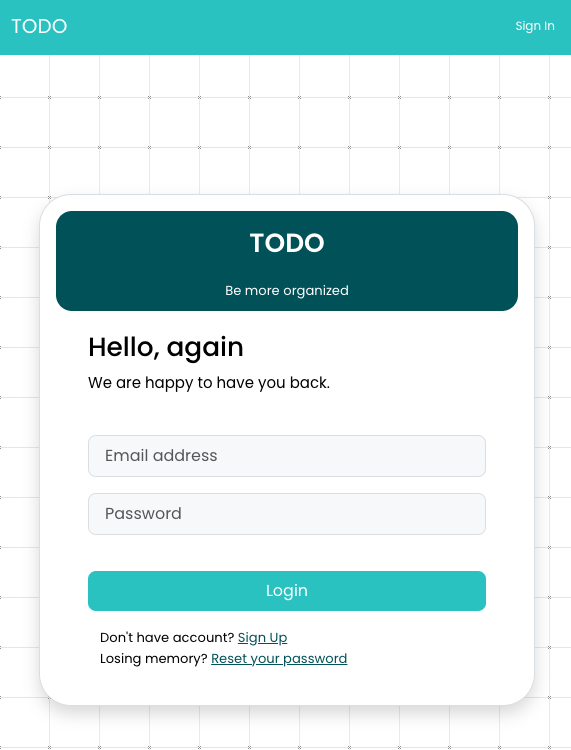 TODO
Sign In
TODO
Be more organized
Hello, again
We are happy to have you back.
Email address
Password
Login
Don't have account? Sign Up
Losing memory? Reset your password